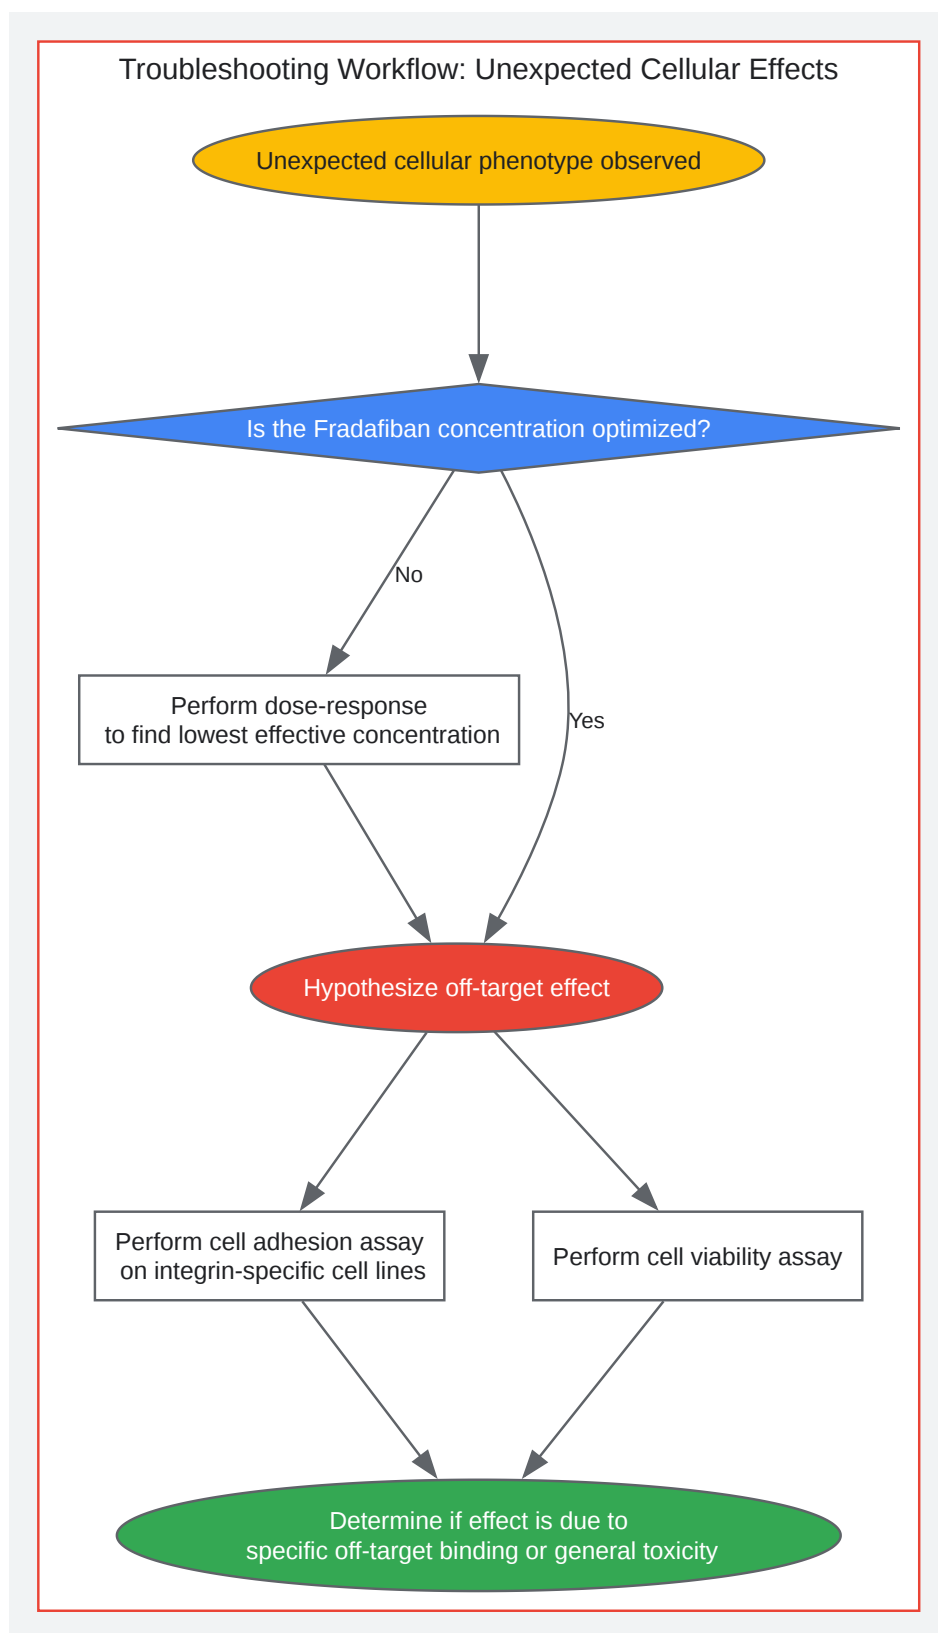 Troubleshooting Workflow: Unexpected Cellular Effects
Unexpected cellular phenotype observed
Is the Fradafiban concentration optimized?
No
Perform dose-response
to find lowest effective concentration
Yes
Hypothesize off-target effect
Perform cell adhesion assay
on integrin-specific cell lines
Perform cell viability assay
Determine if effect is due to
specific off-target binding or general toxicity